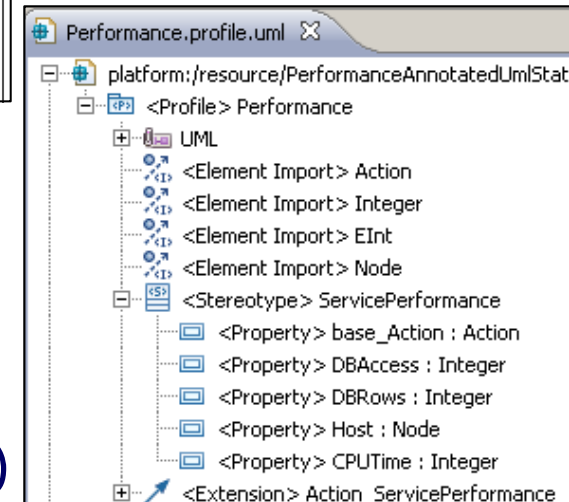 Performance.profile.uml
platform:/resource/PerformanceAnnotatedUmlStat
<Profile> Performance
UML
<Element Import> Action
<Element Import> Integer
<Element Import> EInt
<Element Import> Node
<Stereotype> ServicePerformance
<Property> base_Action : Action
<Property> DBAccess : Integer
<Property> DBRows : Integer
<Property> Host : Node
<Property> CPUTime : Integer
)
<Extension> Action_ServicePerformance